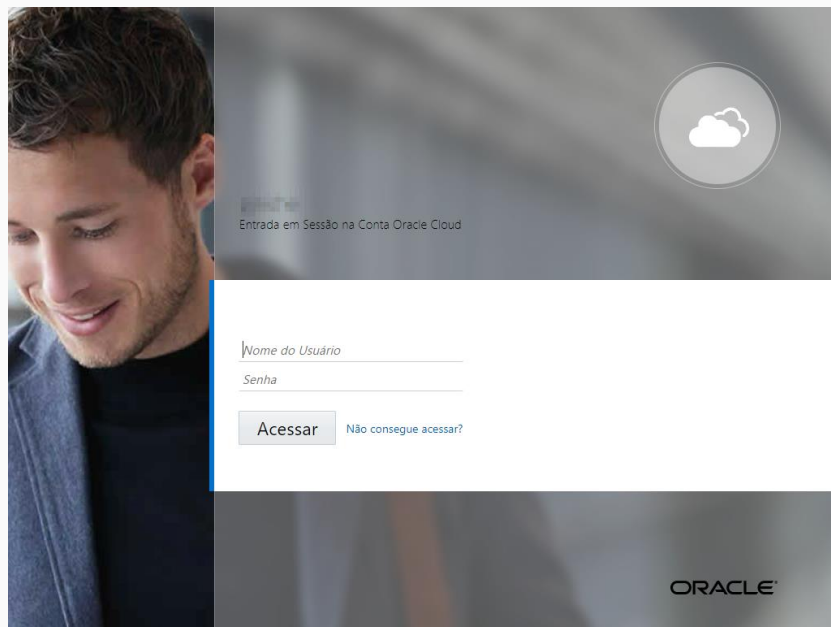 Entrada em Sessão na Conta Oracle Cloud
Nome do Usuário
Senha
Acessar
Não consegue acessar?
ORACLE